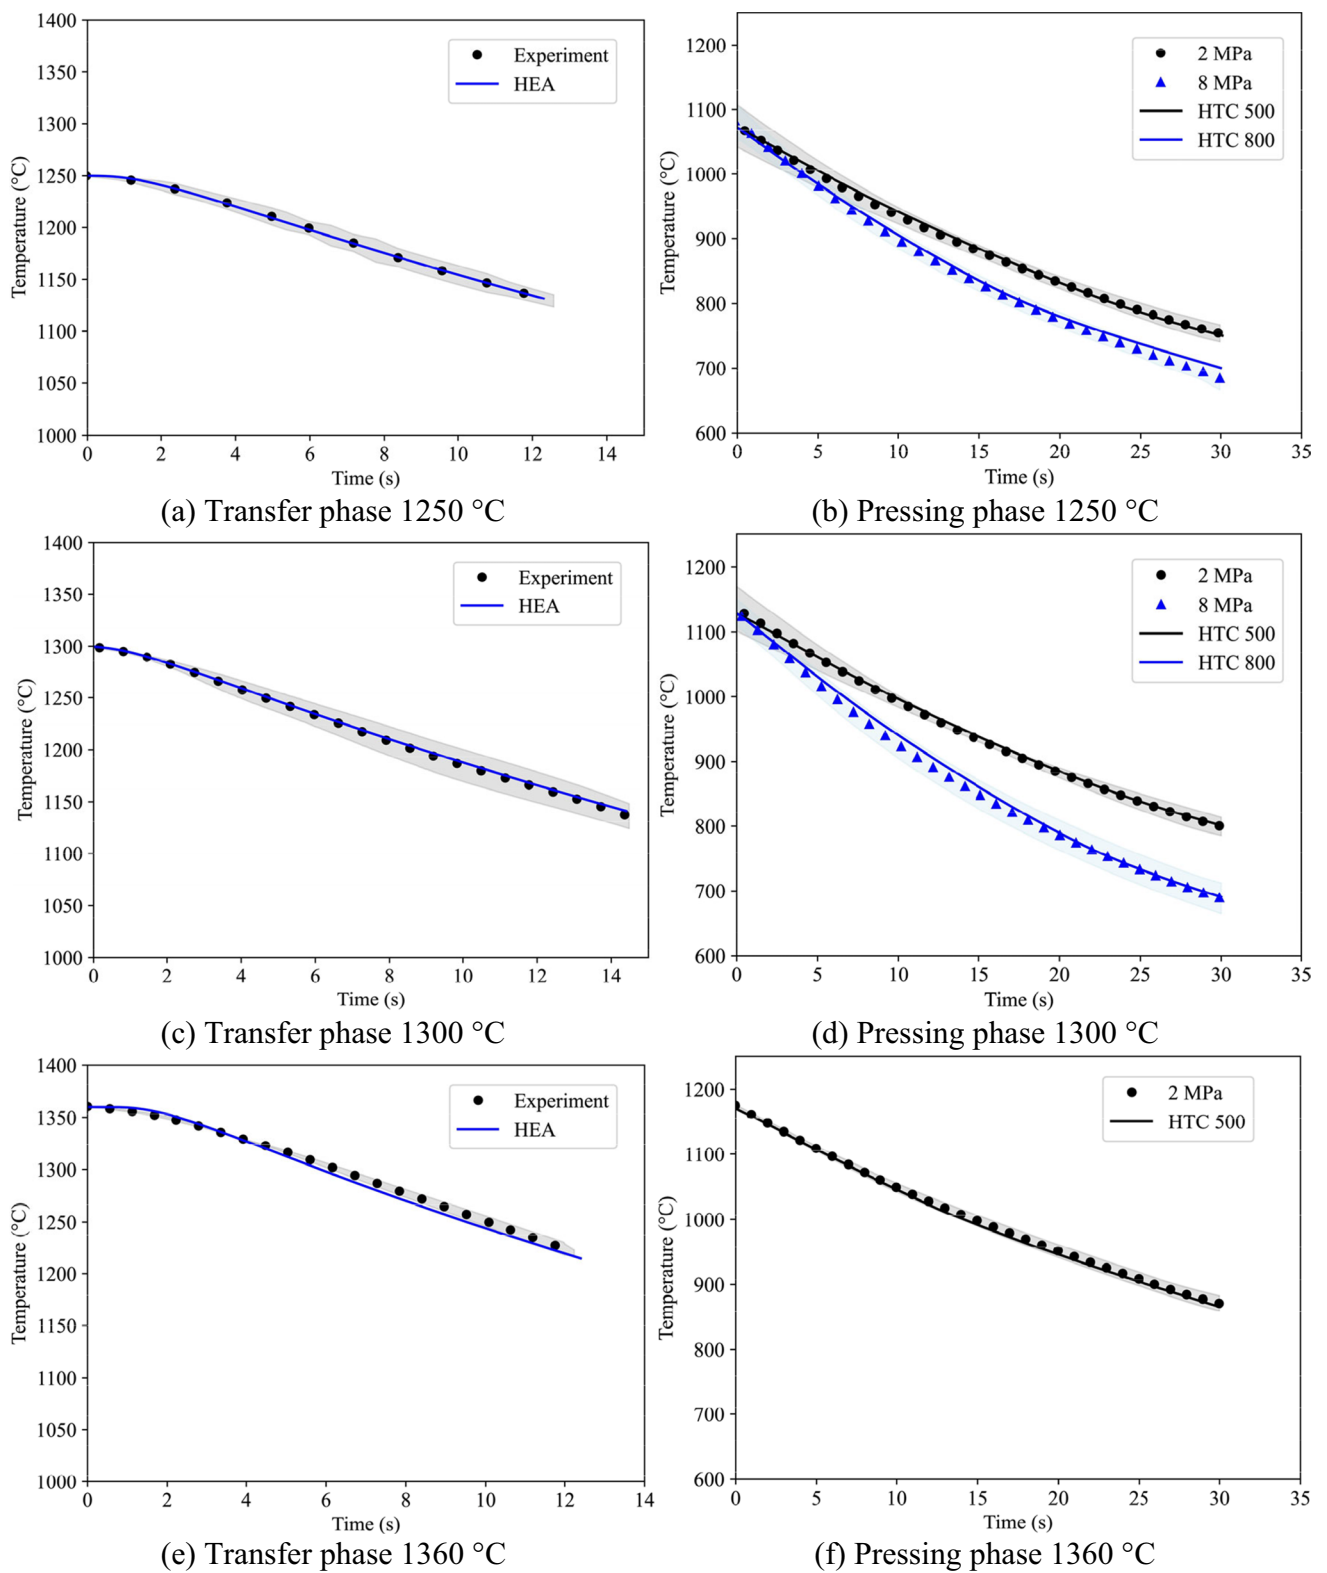 1400
1350
1300
1250
1200
1150
1100
1050
1000
Temperature (°C)
Experiment
HEA
0 2 4 6 8 10 12 14
Time (s)
(a) Transfer phase 1250 °C
1200
1100
1000
900
800
700
600
Temperature (°C)
2 MPa
8 MPa
HTC 500
HTC 800
0 5 10 15 20 25 30 35
Time (s)
(b) Pressing phase 1250 °C
1400
1350
1300
1250
1200
1150
1100
1050
1000
Temperature (°C)
Experiment
HEA
0 2 4 6 8 10 12 14
Time (s)
(c) Transfer phase 1300 °C
1200
1100
1000
900
800
700
600
Temperature (°C)
2 MPa
8 MPa
HTC 500
HTC 800
0 5 10 15 20 25 30 35
Time (s)
(d) Pressing phase 1300 °C
1400
1350
1300
1250
1200
1150
1100
1050
1000
Temperature (°C)
Experiment
HEA
0 2 4 6 8 10 12 14
Time (s)
(e) Transfer phase 1360 °C
1200
1100
1000
900
800
700
600
Temperature (°C)
2 MPa
HTC 500
0 5 10 15 20 25 30 35
Time (s)
(f) Pressing phase 1360 °C